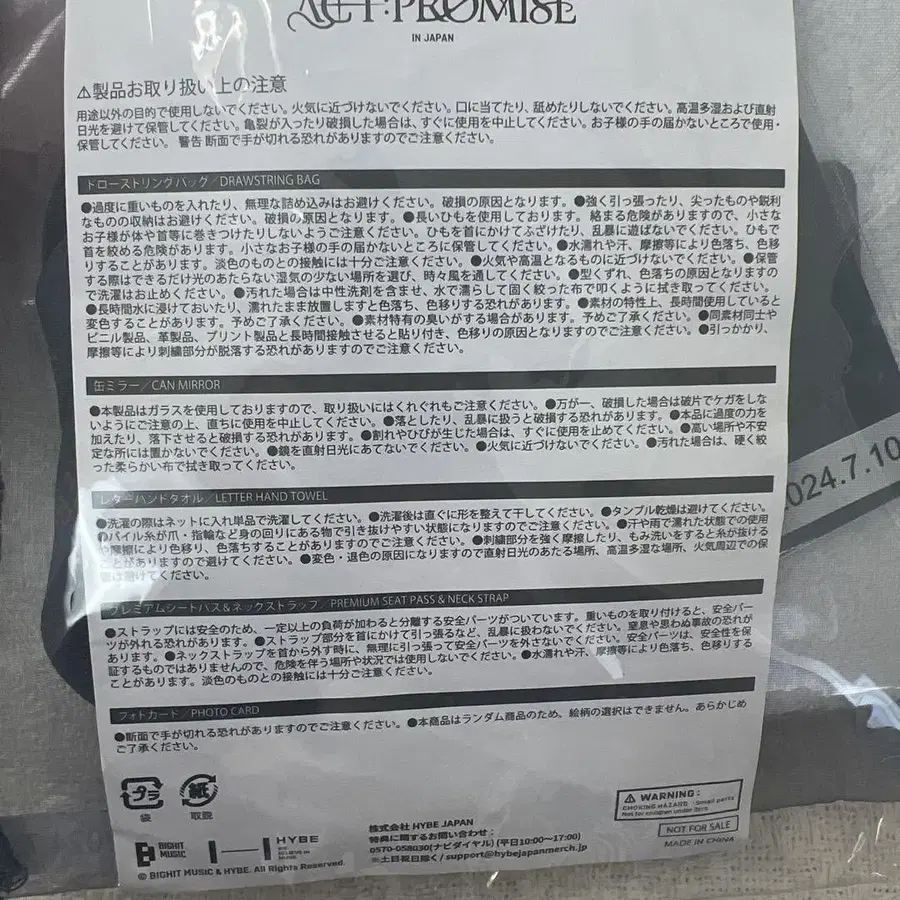 ACT:PROMISE
IN JAPAN
⚠製品お取り扱い上の注意
用途以外の目的で使用しないでください。火気に近づけないでください。口に当てたり、舐めたりしないでください。高温多湿および直射
日光を避けて保管してください。亀裂が入ったり破損した場合は、すぐに使用を中止してください。お子様の手の届かないところで使用・
保管してください。 警告 断面で手が切れる恐れがありますのでご注意ください。
ドローストリングバッグ/DRAWSTRING BAG
●過度に重いものを入れたり、無理な詰め込みはお避けください。破損の原因となります。●強く引っ張ったり、尖ったものや鋭利
なものの収納はお避けください。破損の原因となります。●長いひもを使用しております。絡まる危険がありますので、小さな
お子様が体や首等に巻きつけたりしないようご注意ください。ひもを首にかけてふざけたり、乱暴に遊ばないでください。ひもで
首を絞める危険があります。小さなお子様の手の届かないところに保管してください。●水濡れや汗、摩擦等により色落ち、色移
りすることがあります。淡色のものとの接触には十分ご注意ください。●火気や高温となるものに近づけないでください。●保管
する際はできるだけ光のあたらない湿気の少ない場所を選び、時々風を通してください。●型くずれ、色落ちの原因となりますの
で洗濯はお止めください。●汚れた場合は中性洗剤を含ませ、水で濡らして固く絞った布で叩くように拭き取ってください。
●長時間水に浸けておいたり、濡れたまま放置しますと色落ち、色移りする恐れがあります。●素材の特性上、長時間使用していると
変色することがあります。予めご了承ください。●素材特有の臭いがする場合があります。予めご了承ください。●同素材同士や
ビニル製品、革製品、プリント製品と長時間接触させると貼り付き、色移りの原因となりますのでご注意ください。●引っかかり、
摩擦等により刺繍部分が脱落する恐れがありますのでご注意ください。
缶ミラー/CAN MIRROR
●本製品はガラスを使用しておりますので、取り扱いにはくれぐれもご注意ください。●万が一、破損した場合は破片でケガをしな
いようにご注意の上、直ちに使用を中止してください。●落としたり、乱暴に扱うと破損する恐れがあります。●本品に過度の力を
加えたり、落下させると破損する恐れがあります。●割れやひびが生じた場合は、すぐに使用を止めてください。●高い場所や不安
定な所には置かないでください。●鏡を直射日光にあてないでください。●火気に近づけないでください。●汚れた場合は、硬く絞
った柔らかい布で拭き取ってください。
2024.7.10
レターハンドタオル/LETTER HAND TOWEL
●洗濯の際はネットに入れ単品で洗濯してください。●洗濯後は直ぐに形を整えて干してください。●タンブル乾燥は避けてください。
●パイル糸が爪・指輪など身の回りにある物で引き抜けやすい状態になりますのでご注意ください。●汗や雨で濡れた状態での使用
や摩擦により色移り、色落ちすることがありますのでご注意ください。●刺繍部分を強く摩擦したり、もみ洗いをすると糸が抜ける
ことがありますので避けてください。●変色・退色の原因になりますので直射日光のあたる場所、高温多湿な場所、火気周辺での保
管は避けてください。
プレミアムシートパス&ネックストラップ/PREMIUM SEAT PASS & NECK STRAP
●ストラップには安全のため、一定以上の負荷が加わると分離する安全パーツがついています。重いものを取り付けると、安全パー
ツが外れる恐れがあります。●ストラップ部分を首にかけて引っ張るなど、乱暴に扱わないでください。窒息や思わぬ事故の恐れが
あります。●ネックストラップを首から外す時に、無理に引っ張って安全パーツを外さないでください。安全パーツは、安全性を保
証するものではありませんので、危険を伴う場所や状況では使用しないでください。●水濡れや汗、摩擦等により色落ち、色移りする
ことがあります。淡色のものとの接触には十分ご注意ください。
フォトカード/PHOTO CARD
●断面で手が切れる恐れがありますのでご注意ください。●本商品はランダム商品のため、絵柄の選択はできません。あらかじめ
ご了承ください。
プラ
袋
紙
取説
BIGHIT
MUSIC
HYBE
WE
BELIEVE IN
MUSIC
© BIGHIT MUSIC & HYBE. All Rights Reserved.
株式会社 HYBE JAPAN
特典に関するお問い合わせ:
0570-058030(ナビダイヤル) (平日10:00〜17:00)
※土日祝日除く / support@hybejapanmerch.jp
⚠ WARNING:
CHOKING HAZARD - Small parts
Not for children under 3yrs
NOT FOR SALE
MADE IN CHINA